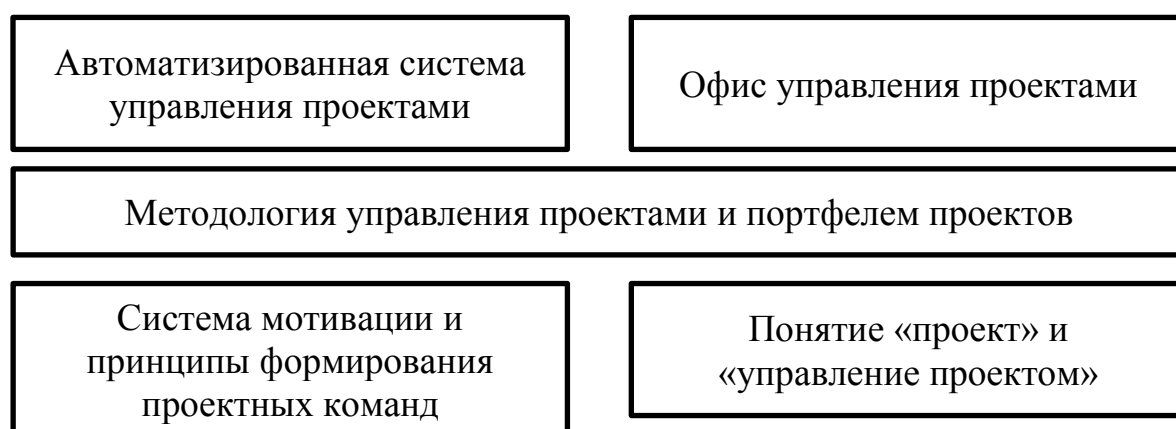 Автоматизированная система
управления проектами
Офис управления проектами
Методология управления проектами и портфелем проектов
Система мотивации и
принципы формирования
проектных команд
Понятие «проект» и
«управление проектом»